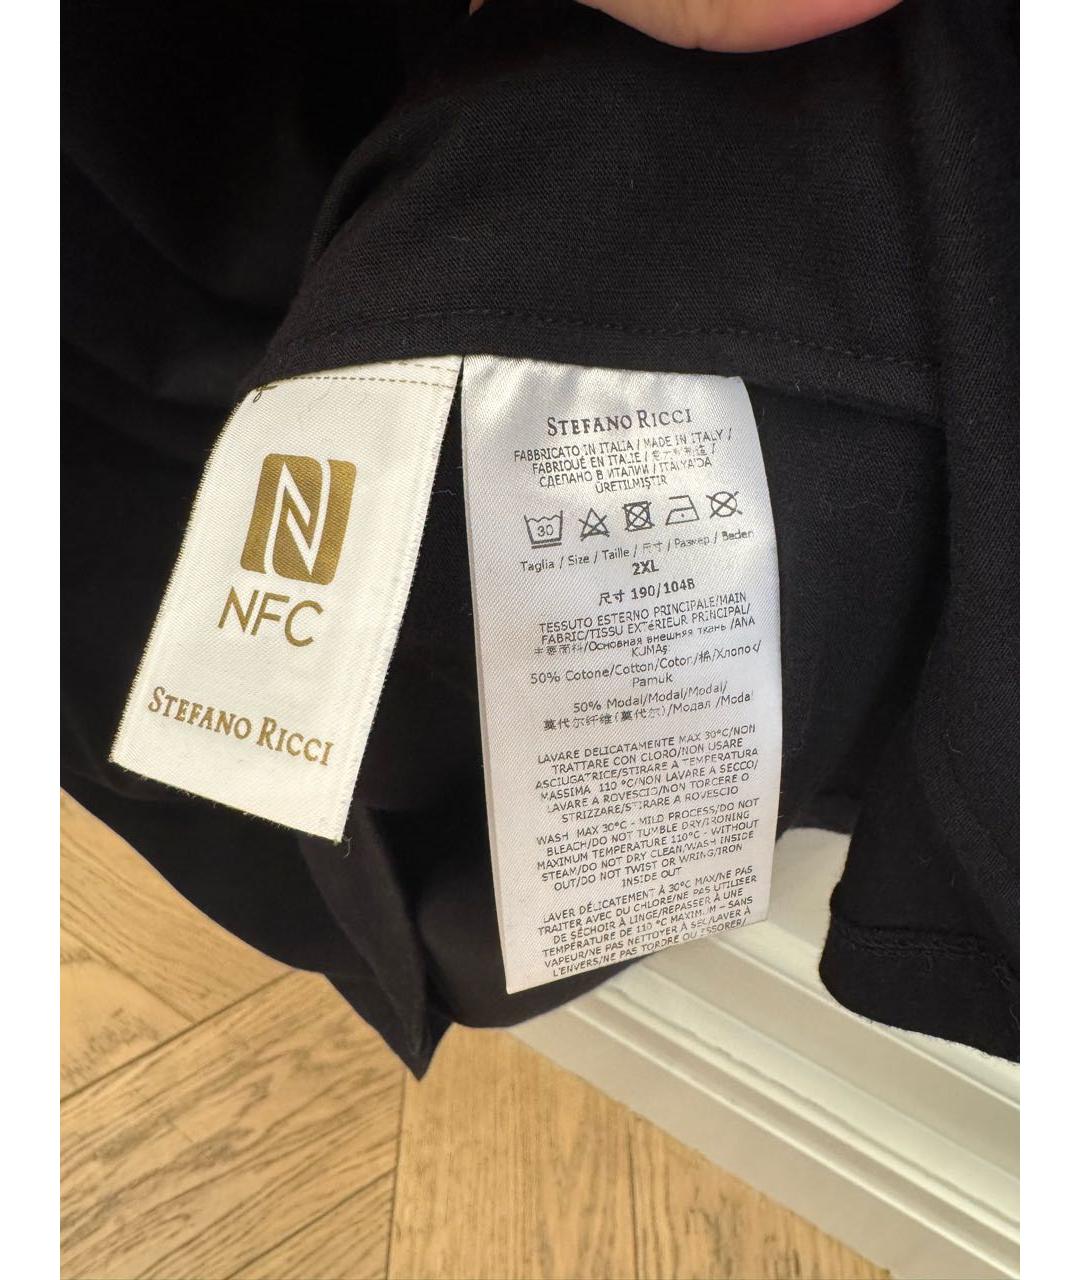 NFC
STEFANO RICCI
STEFANO RICCI
FABBRICATO IN ITALIA / MADE IN ITALY /
FABRIQUÉ EN ITALIE / 意大利制造 /
СДЕЛАНО В ИТАЛИИ / ITALYA'DA
ÜRETILMIŞTIR
30
Taglia / Size / Taille / 尺寸 / Размер / Beden
2XL
尺寸 190/104B
TESSUTO ESTERNO PRINCIPALE/MAIN
FABRIC/TISSU EXTÉRIEUR PRINCIPAL/
主要面料/Основная внешняя ткань /ANA
KUMAŞ:
50% Cotone/Cotton/Coton/棉/Хлопок/
Pamuk
50% Modal/Modal/Modal/
莫代尔纤维(莫代尔)/Модал /Modal
LAVARE DELICATAMENTE MAX 30°C/NON
TRATTARE CON CLORO/NON USARE
ASCIUGATRICE/STIRARE A TEMPERATURA
MASSIMA 110 °C/NON LAVARE A SECCO/
LAVARE A ROVESCIO/NON TORCERE O
STRIZZARE/STIRARE A ROVESCIO
WASH MAX 30°C - MILD PROCESS/DO NOT
BLEACH/DO NOT TUMBLE DRY/IRONING
MAXIMUM TEMPERATURE 110°C - WITHOUT
STEAM/DO NOT DRY CLEAN/WASH INSIDE
OUT/DO NOT TWIST OR WRING/IRON
INSIDE OUT
LAVER DÉLICATEMENT À 30°C MAX/NE PAS
TRAITER AVEC DU CHLORE/NE PAS UTILISER
DE SÉCHOIR À LINGE/REPASSER À UNE
TEMPÉRATURE DE 110 °C MAXIMUM - SANS
VAPEUR/NE PAS NETTOYER À SEC/LAVER À
L'ENVERS/NE PAS TORDRE OU ESSORER/